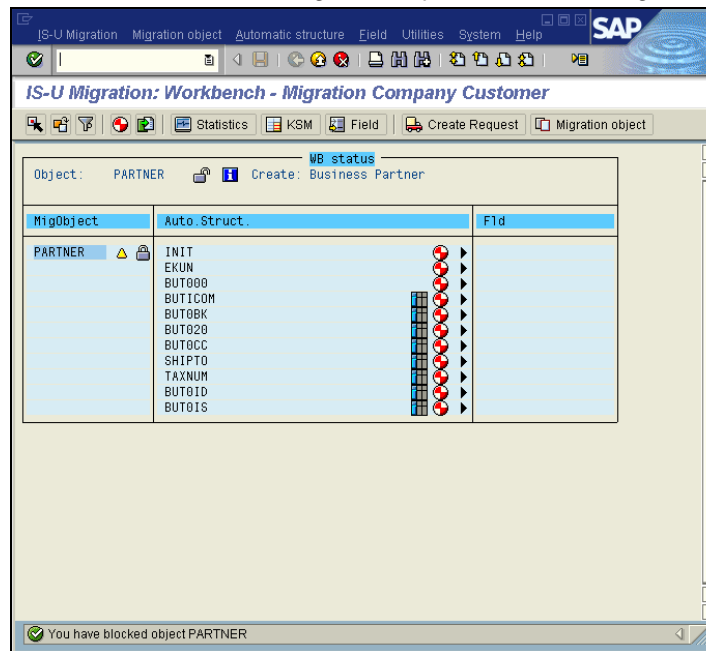 IS-U Migration Migration object Automatic structure Field Utilities System Help SAP
IS-U Migration: Workbench - Migration Company Customer
Statistics KSM Field Create Request Migration object
WB status
Object: PARTNER Create: Business Partner
MigObject Auto.Struct. Fld
PARTNER INIT
EKUN
BUT000
BUTICOM
BUT0BK
BUT020
BUT0CC
SHIPTO
TAXNUM
BUT0ID
BUT0IS
You have blocked object PARTNER